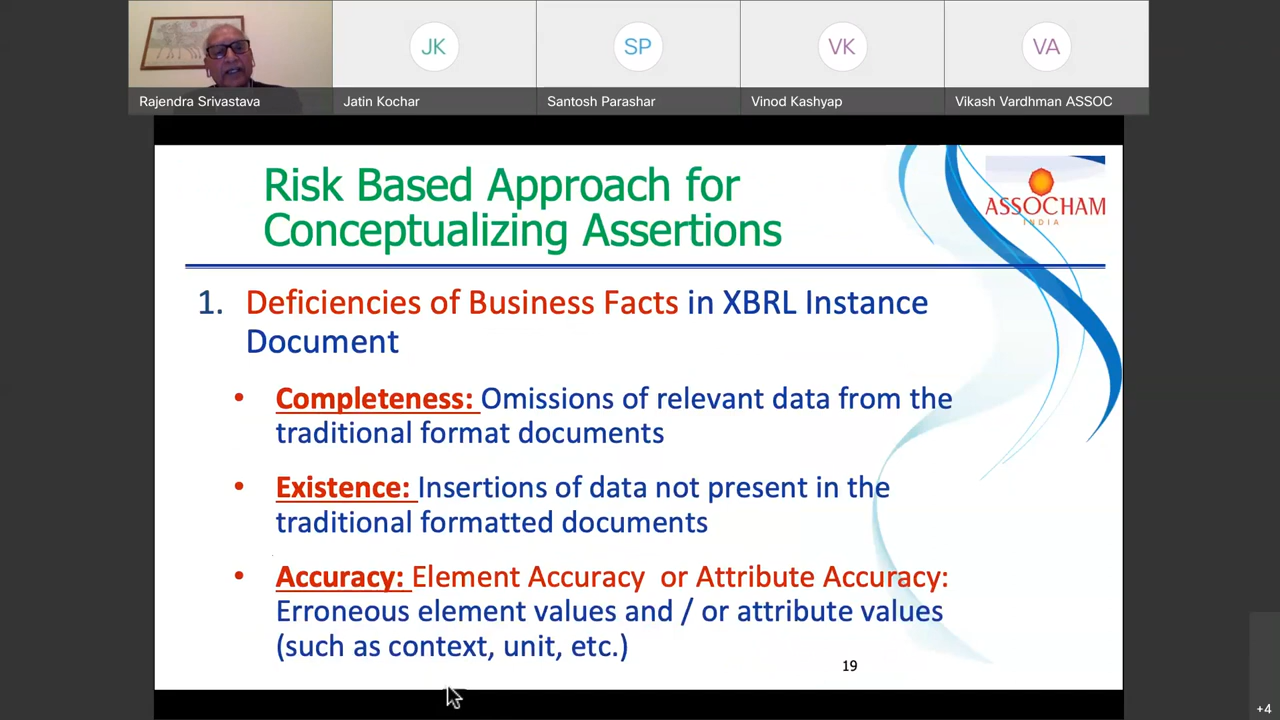 JK
SP
VK
VA
Rajendra Srivastava
Jatin Kochar
Santosh Parashar
Vinod Kashyap
Vikash Vardhman ASSOC
Risk Based Approach for
Conceptualizing Assertions
ASSOCHAM
INDIA
1. Deficiencies of Business Facts in XBRL Instance
Document
• Completeness: Omissions of relevant data from the
traditional format documents
• Existence: Insertions of data not present in the
traditional formatted documents
• Accuracy: Element Accuracy or Attribute Accuracy:
Erroneous element values and / or attribute values
(such as context, unit, etc.)
19
+4